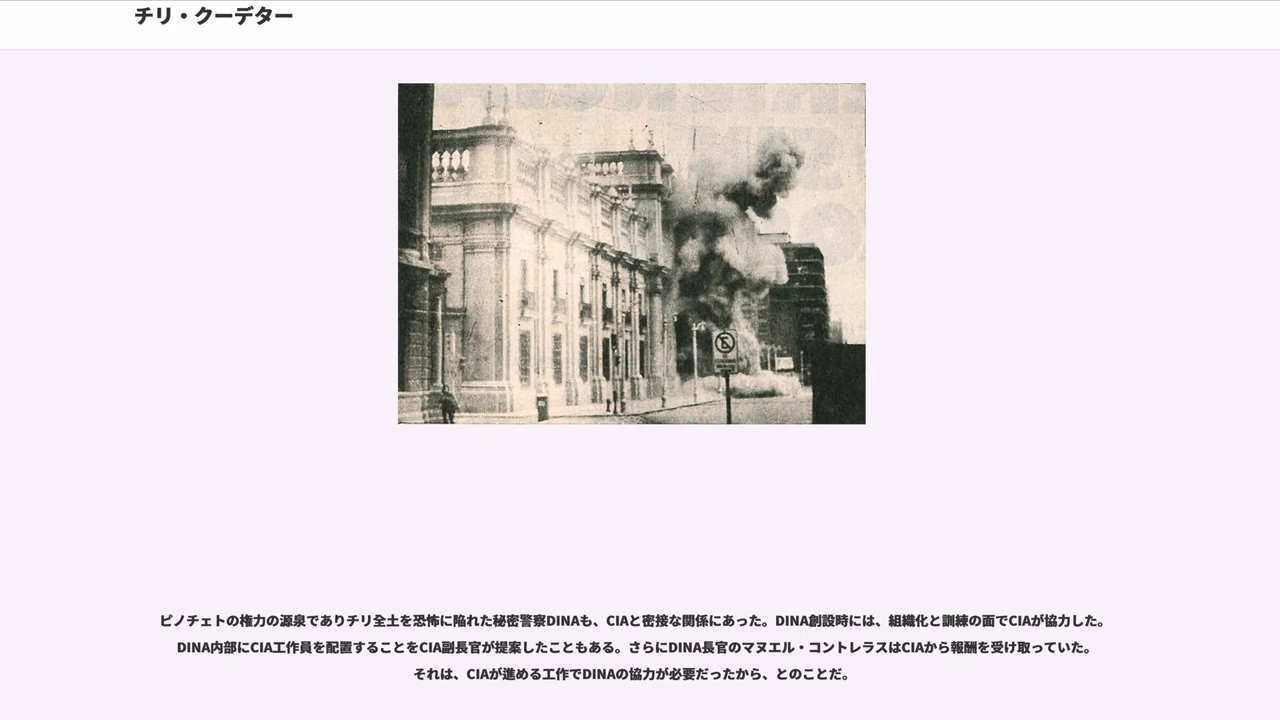 チリ・クーデター
ピノチェトの権力の源泉でありチリ全土を恐怖に陥れた秘密警察DINAも、CIAと密接な関係にあった。DINA創設時には、組織化と訓練の面でCIAが協力した。
DINA内部にCIA工作員を配置することをCIA副長官が提案したこともある。さらにDINA長官のマヌエル・コントレラスはCIAから報酬を受け取っていた。
それは、CIAが進める工作でDINAの協力が必要だったから、とのことだ。